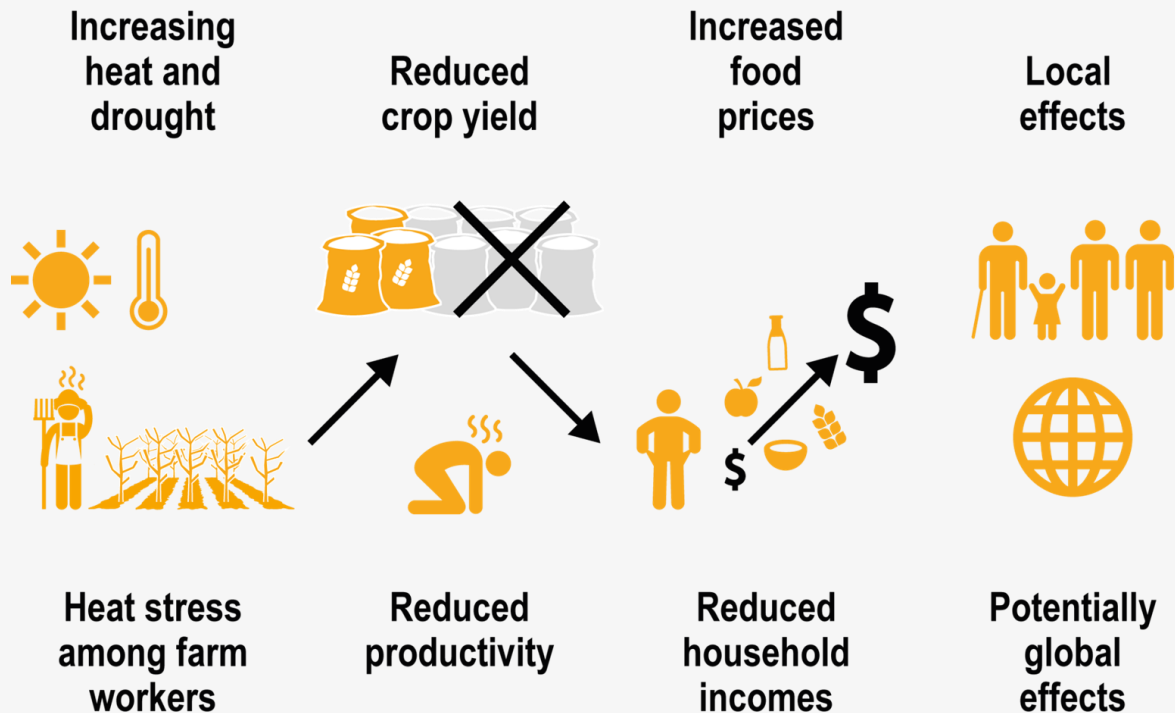 Increasing
heat and
drought
Reduced
crop yield
Increased
food
prices
Local
effects
$
$
Heat stress
among farm
workers
Reduced
productivity
Reduced
household
incomes
Potentially
global
effects